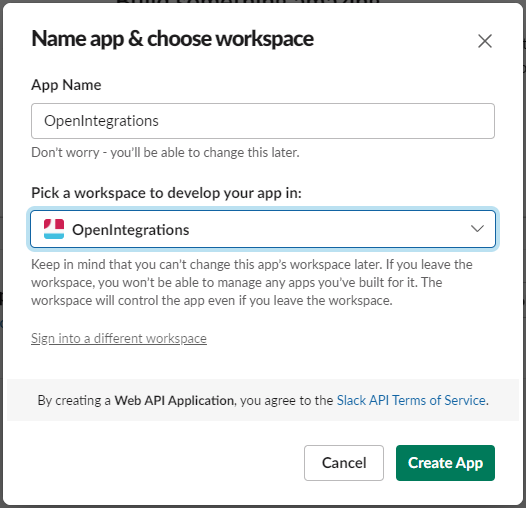 Build something amazing
Name app & choose workspace
App Name
OpenIntegrations
Don't worry - you'll be able to change this later.
Pick a workspace to develop your app in:
OpenIntegrations
Keep in mind that you can't change this app's workspace later. If you leave the
workspace, you won't be able to manage any apps you've built for it. The
workspace will control the app even if you leave the workspace.
Sign into a different workspace
By creating a Web API Application, you agree to the Slack API Terms of Service.
Cancel
Create App